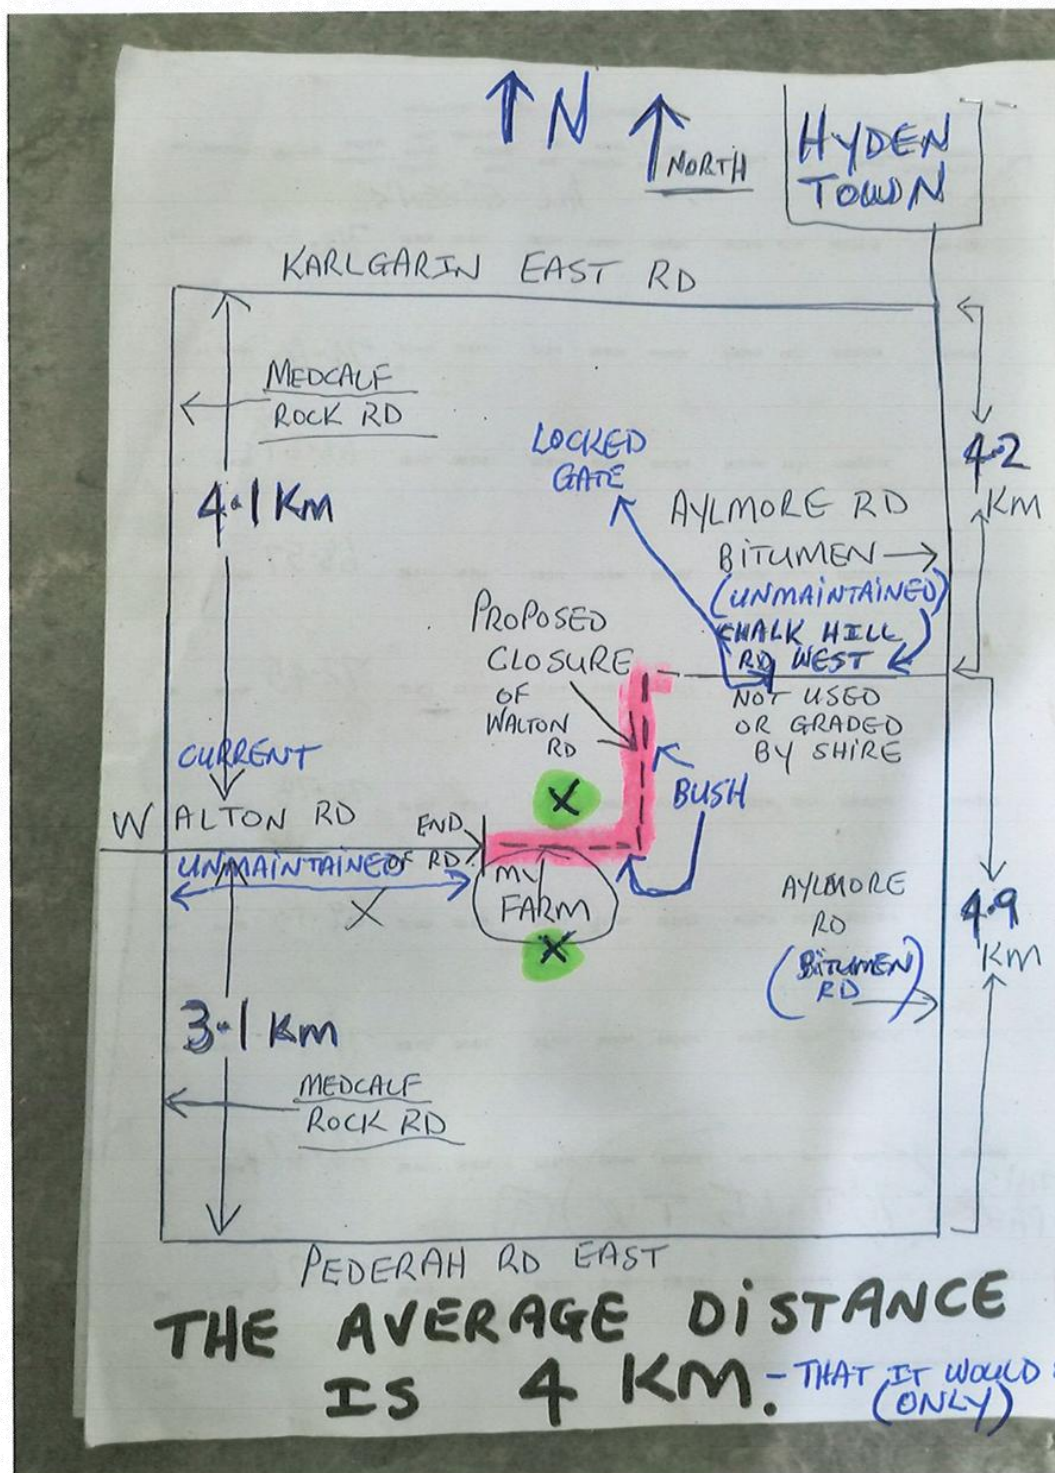 N
NORTH
HYDEN
TOWN
KARLGARIN EAST RD
MEDCALF
ROCK RD
4.1 Km
LOCKED
GATE
4.2
Km
AYLMORE RD
BITUMEN
(UNMAINTAINED)
CHALK HILL
RD WEST
NOT USED
OR GRADED
BY SHIRE
PROPOSED
CLOSURE
OF
WALTON
RD
BUSH
CURRENT
WALTON RD
END
OF RD
UNMAINTAINED
X
X
MY
FARM
X
AYLMORE
RD
(BITUMEN
RD)
4.9
Km
3.1 Km
MEDCALF
ROCK RD
PEDERAH RD EAST
THE AVERAGE DISTANCE
IS 4 KM. - THAT IT WOULD
(ONLY)